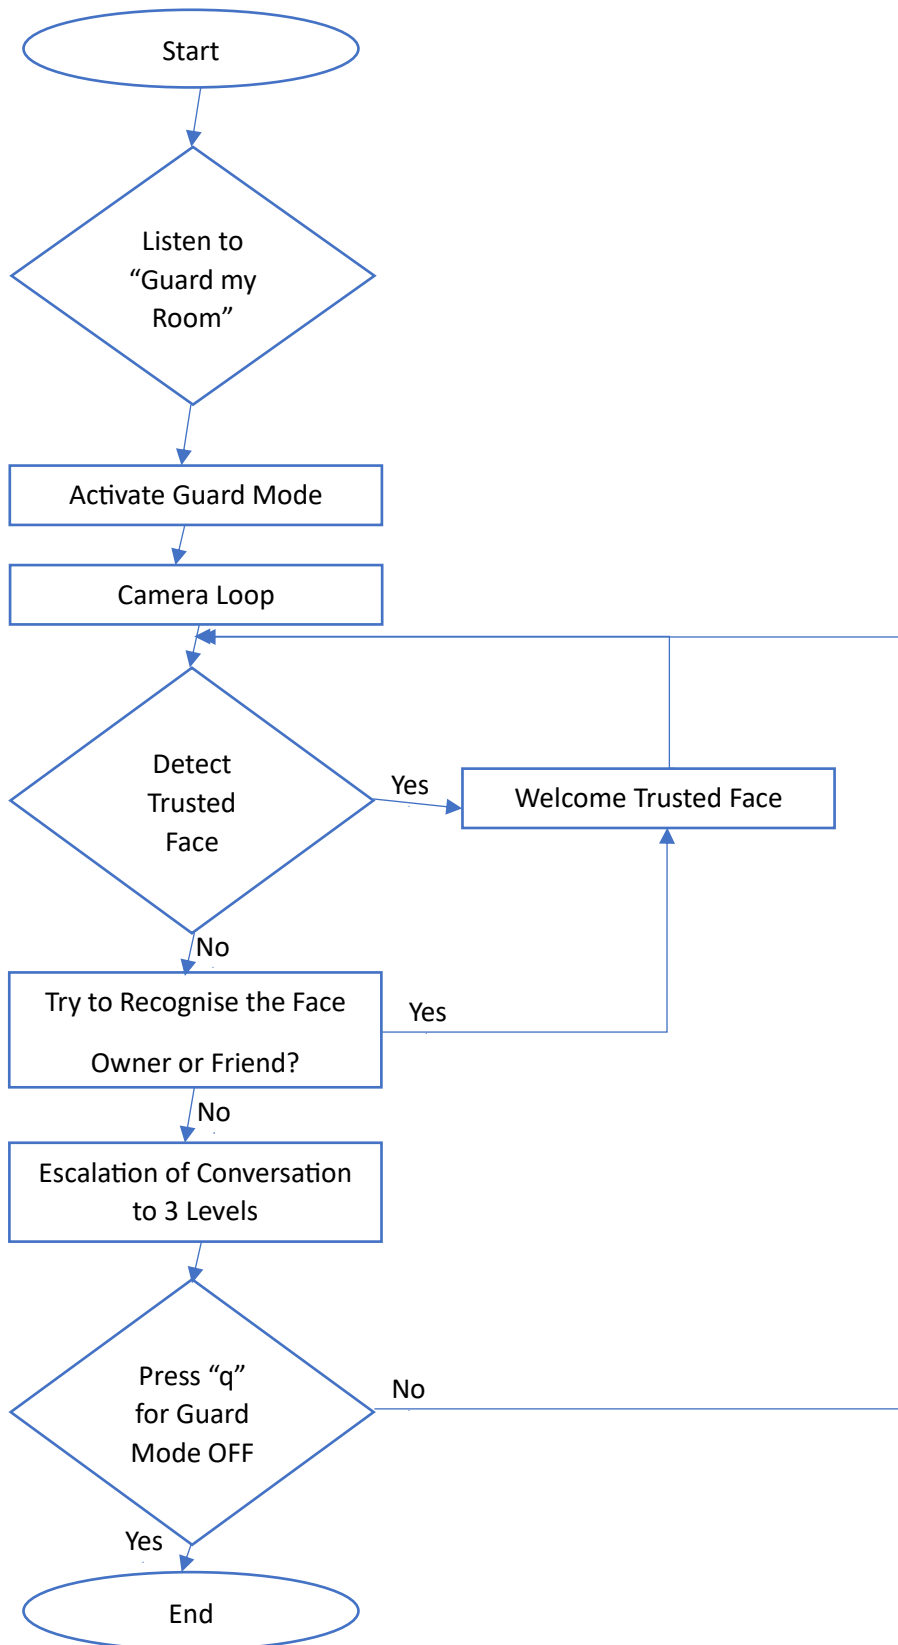 Start
Listen to
“Guard my
Room”
Activate Guard Mode
Camera Loop
Detect
Trusted
Face
Yes
Welcome Trusted Face
No
Try to Recognise the Face
Owner or Friend?
Yes
No
Escalation of Conversation
to 3 Levels
Press “q”
for Guard
Mode OFF
No
Yes
End